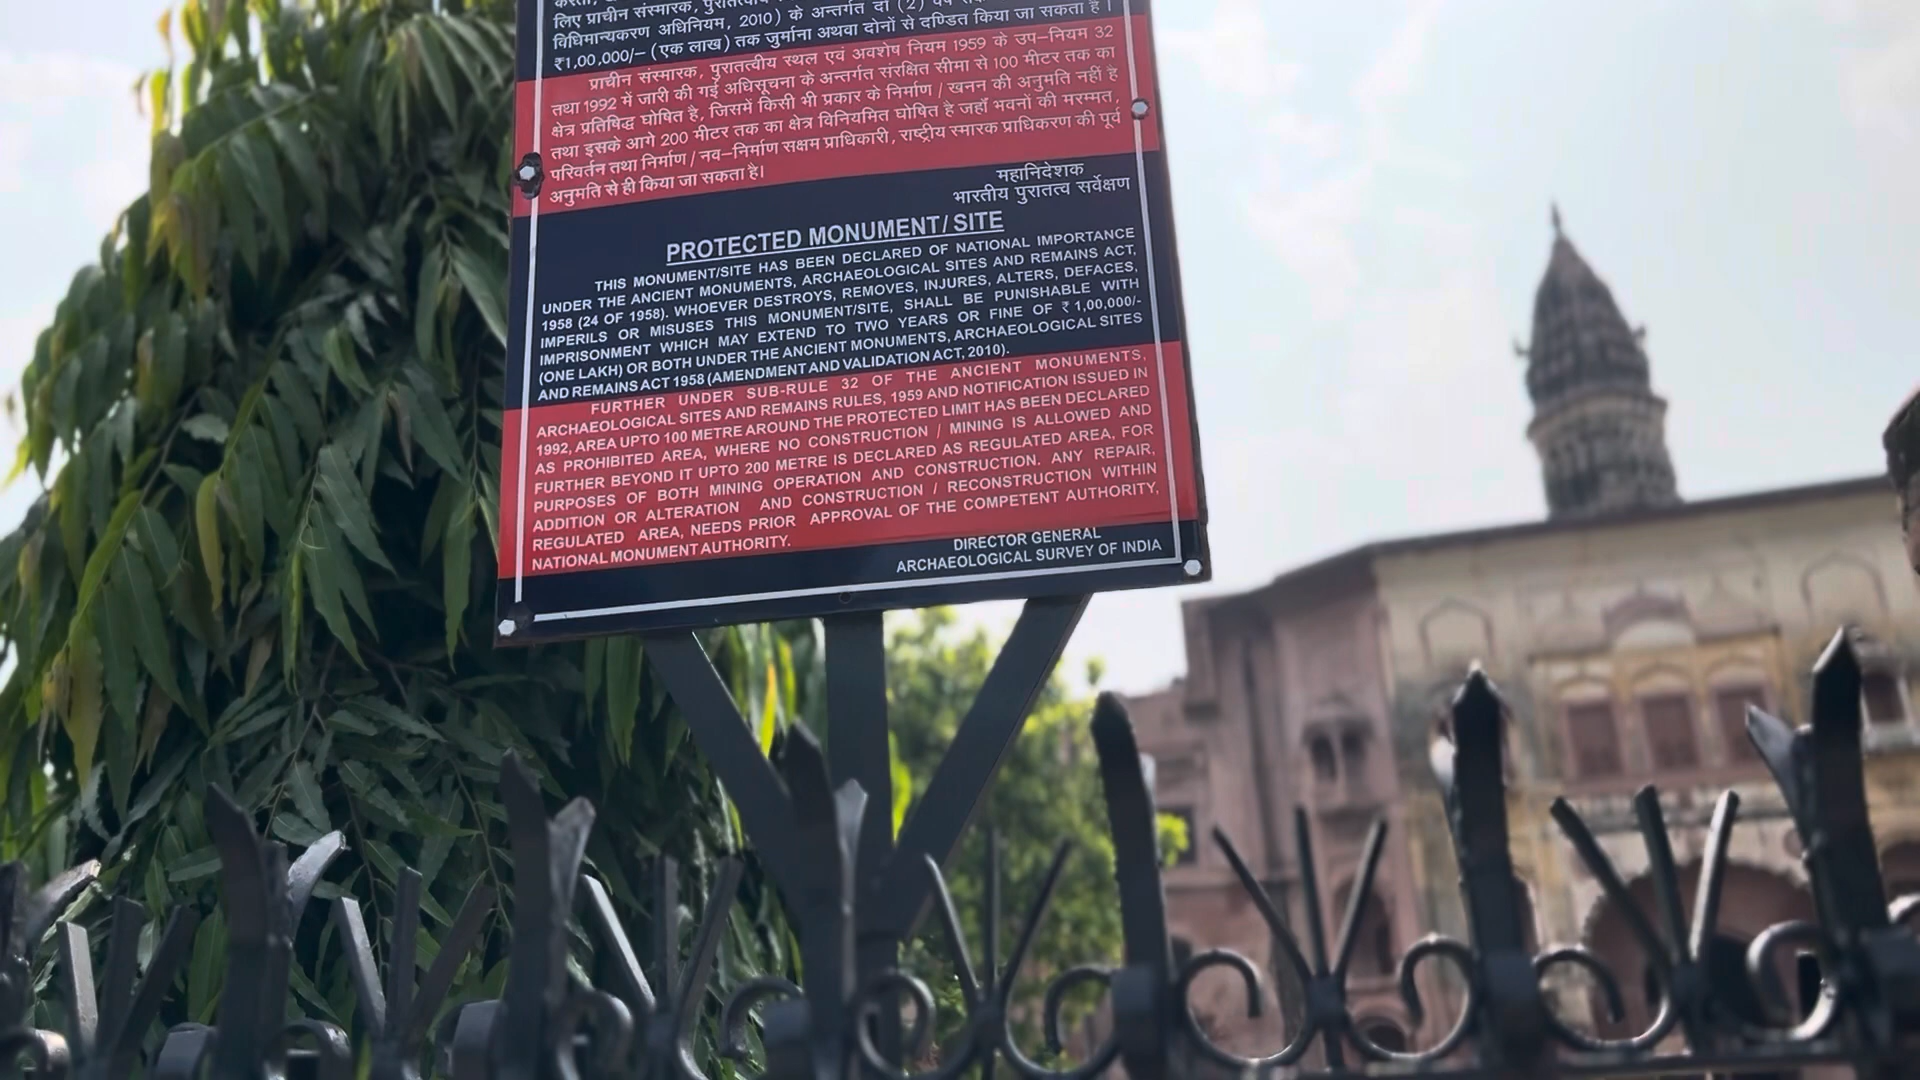 लिए प्राचीन संस्मारक, पुरातत्वीय
विधिमान्यकरण अधिनियम, 2010) के अन्तर्गत दो (2) वर्ष
₹1,00,000/– (एक लाख) तक जुर्माना अथवा दोनों से दण्डित किया जा सकता है।
प्राचीन संस्मारक, पुरातत्वीय स्थल एवं अवशेष नियम 1959 के उप–नियम 32
तथा 1992 में जारी की गई अधिसूचना के अन्तर्गत संरक्षित सीमा से 100 मीटर तक का
क्षेत्र प्रतिषिद्ध घोषित है, जिसमें किसी भी प्रकार के निर्माण / खनन की अनुमति नहीं है
तथा इसके आगे 200 मीटर तक का क्षेत्र विनियमित घोषित है जहाँ भवनों की मरम्मत,
परिवर्तन तथा निर्माण / नव–निर्माण सक्षम प्राधिकारी, राष्ट्रीय स्मारक प्राधिकरण की पूर्व
अनुमति से ही किया जा सकता है।
महानिदेशक
भारतीय पुरातत्व सर्वेक्षण
PROTECTED MONUMENT/ SITE
THIS MONUMENT/SITE HAS BEEN DECLARED OF NATIONAL IMPORTANCE
UNDER THE ANCIENT MONUMENTS, ARCHAEOLOGICAL SITES AND REMAINS ACT,
1958 (24 OF 1958). WHOEVER DESTROYS, REMOVES, INJURES, ALTERS, DEFACES,
IMPERILS OR MISUSES THIS MONUMENT/SITE, SHALL BE PUNISHABLE WITH
IMPRISONMENT WHICH MAY EXTEND TO TWO YEARS OR FINE OF ₹ 1,00,000/-
(ONE LAKH) OR BOTH UNDER THE ANCIENT MONUMENTS, ARCHAEOLOGICAL SITES
AND REMAINS ACT 1958 (AMENDMENT AND VALIDATION ACT, 2010).
FURTHER UNDER SUB-RULE 32 OF THE ANCIENT MONUMENTS,
ARCHAEOLOGICAL SITES AND REMAINS RULES, 1959 AND NOTIFICATION ISSUED IN
1992, AREA UPTO 100 METRE AROUND THE PROTECTED LIMIT HAS BEEN DECLARED
AS PROHIBITED AREA, WHERE NO CONSTRUCTION / MINING IS ALLOWED AND
FURTHER BEYOND IT UPTO 200 METRE IS DECLARED AS REGULATED AREA, FOR
PURPOSES OF BOTH MINING OPERATION AND CONSTRUCTION. ANY REPAIR,
ADDITION OR ALTERATION AND CONSTRUCTION / RECONSTRUCTION WITHIN
REGULATED AREA, NEEDS PRIOR APPROVAL OF THE COMPETENT AUTHORITY,
NATIONAL MONUMENT AUTHORITY.
DIRECTOR GENERAL
ARCHAEOLOGICAL SURVEY OF INDIA